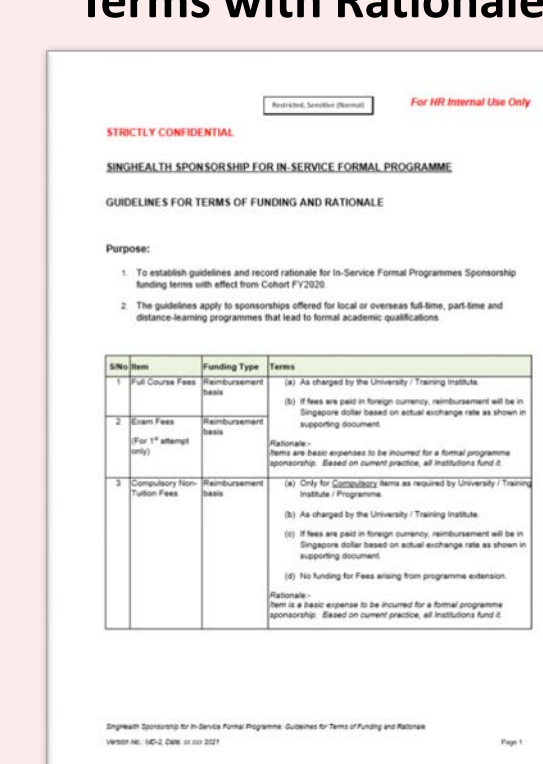 Terms with Rationale
Restricted, Sensitive (Normal)
For HR Internal Use Only
STRICTLY CONFIDENTIAL
SINGHEALTH SPONSORSHIP FOR IN-SERVICE FORMAL PROGRAMME
GUIDELINES FOR TERMS OF FUNDING AND RATIONALE
Purpose:
1. To establish guidelines and record rationale for In-Service Formal Programmes Sponsorship
funding terms with effect from Cohort FY2020.
2. The guidelines apply to sponsorships offered for local or overseas full-time, part-time and
distance-learning programmes that lead to formal academic qualifications.
S/No Item Funding Type Terms
1 Full Course Fees Reimbursement basis
2 Exam Fees (For 1st attempt only) Reimbursement basis
(a) As charged by the University / Training Institute.
(b) If fees are paid in foreign currency, reimbursement will be in
Singapore dollar based on actual exchange rate as shown in
supporting document.
Rationale:-
Items are basic expenses to be incurred for a formal programme
sponsorship. Based on current practice, all Institutions fund it.
3 Compulsory Non-Tuition Fees Reimbursement basis
(a) Only for Compulsory items as required by University / Training
Institute / Programme.
(b) As charged by the University / Training Institute.
(c) If fees are paid in foreign currency, reimbursement will be in
Singapore dollar based on actual exchange rate as shown in
supporting document.
(d) No funding for Fees arising from programme extension.
Rationale:-
Item is a basic expense to be incurred for a formal programme
sponsorship. Based on current practice, all Institutions fund it.
SingHealth Sponsorship for In-Service Formal Programme: Guidelines for Terms of Funding and Rationale
Version No.: MD-2, Date: xx xxx 2021
Page 1